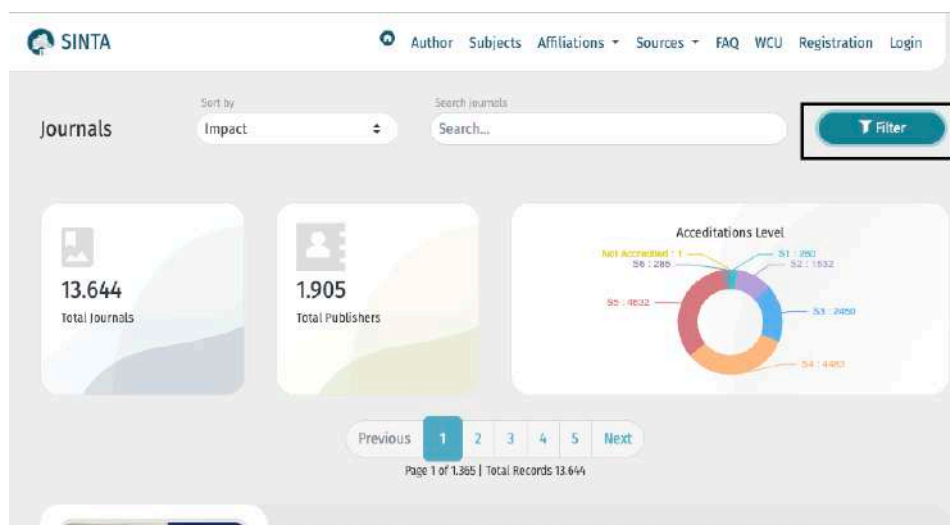 SINTA
Author Subjects Affiliations Sources FAQ WCU Registration Login
Journals
Sort by
Impact
Search journals
Search...
Filter
13.644
Total Journals
1.905
Total Publishers
Acceditations Level
Not Accredited : 1
S6 : 286
S5 : 4632
S1 : 260
S2 : 1532
S3 : 2450
S4 : 4483
Previous 1 2 3 4 5 Next
Page 1 of 1.365 | Total Records 13.644